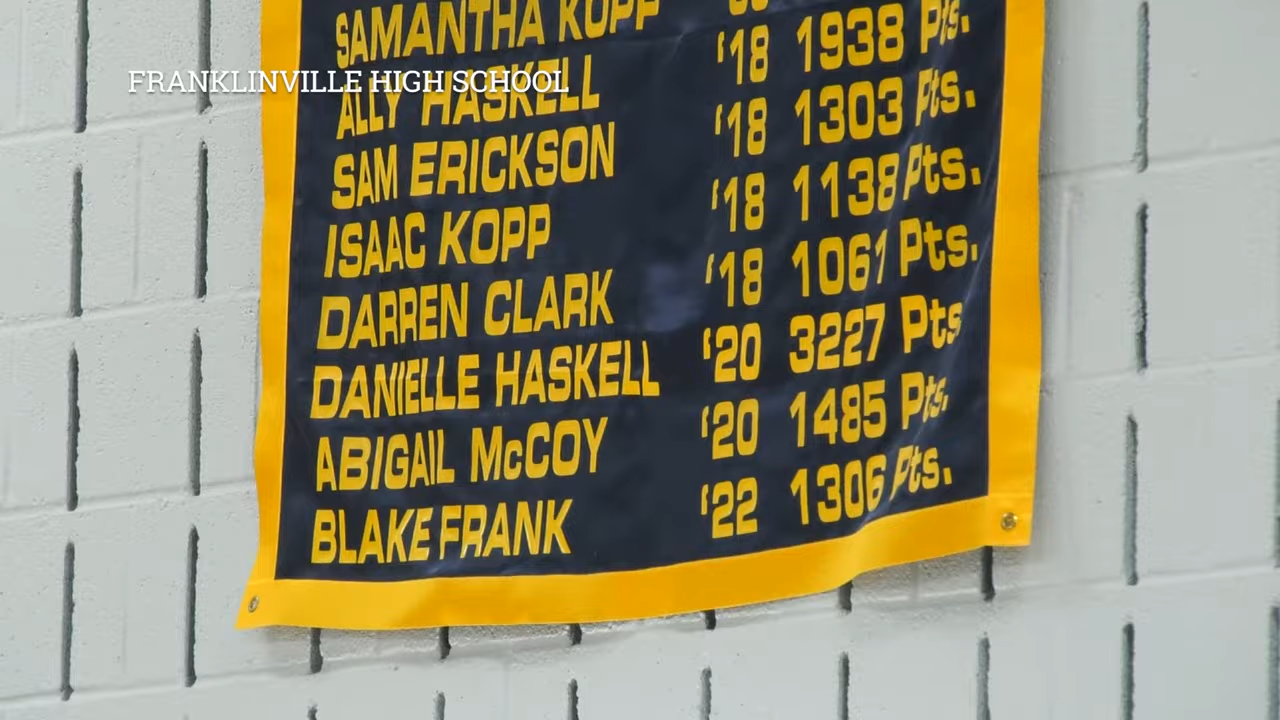 SAMANTHA KOPP
FRANKLINVILLE HIGH SCHOOL
ALLY HASKELL '18 1938 Pts.
SAM ERICKSON '18 1303 Pts.
ISAAC KOPP '18 1138 Pts.
DARREN CLARK '18 1061 Pts.
DANIELLE HASKELL '20 3227 Pts
ABIGAIL McCOY '20 1485 Pts.
BLAKE FRANK '22 1306 Pts.